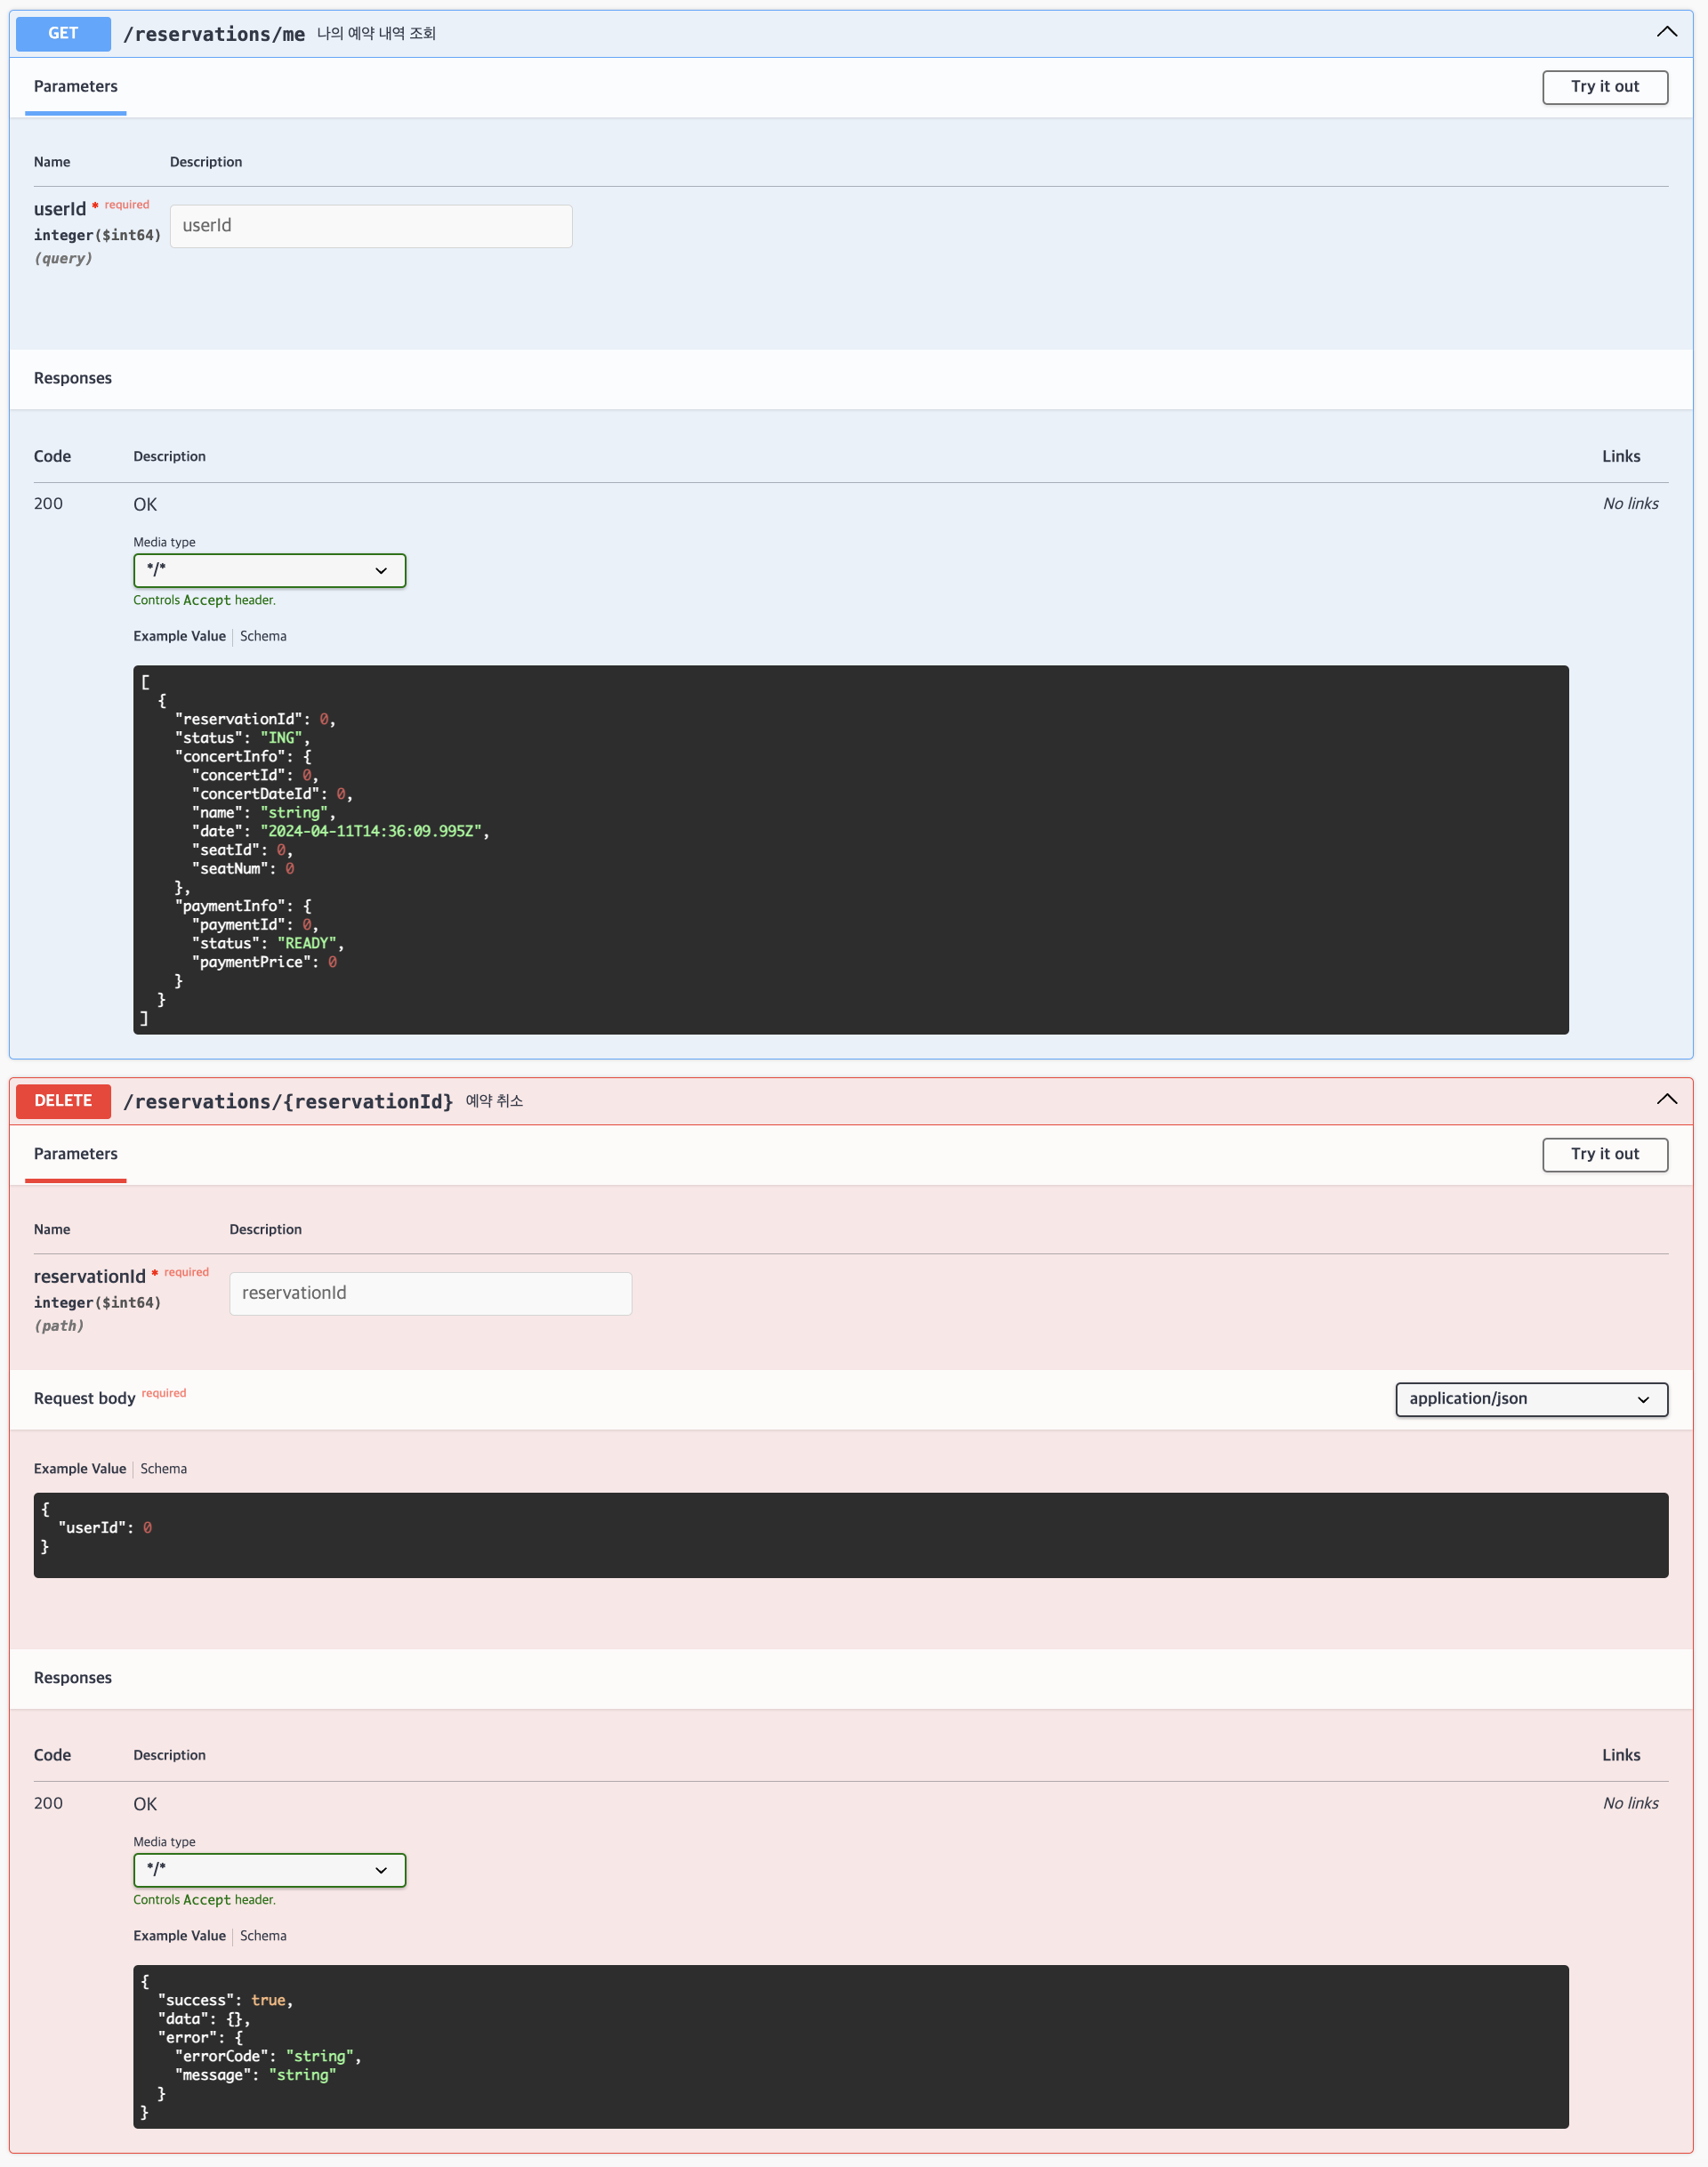 GET /reservations/me 나의 예약 내역 조회
Parameters
Try it out
Name Description
userId * required
integer($int64)
(query)
userId
Responses
Code Description Links
200 OK No links
Media type
*/*
Controls Accept header.
Example Value Schema
[
  {
    "reservationId": 0,
    "status": "ING",
    "concertInfo": {
      "concertId": 0,
      "concertDateId": 0,
      "name": "string",
      "date": "2024-04-11T14:36:09.995Z",
      "seatId": 0,
      "seatNum": 0
    },
    "paymentInfo": {
      "paymentId": 0,
      "status": "READY",
      "paymentPrice": 0
    }
  }
]
DELETE /reservations/{reservationId} 예약 취소
Parameters
Try it out
Name Description
reservationId * required
integer($int64)
(path)
reservationId
Request body required
application/json
Example Value Schema
{
  "userId": 0
}
Responses
Code Description Links
200 OK No links
Media type
*/*
Controls Accept header.
Example Value Schema
{
  "success": true,
  "data": {},
  "error": {
    "errorCode": "string",
    "message": "string"
  }
}